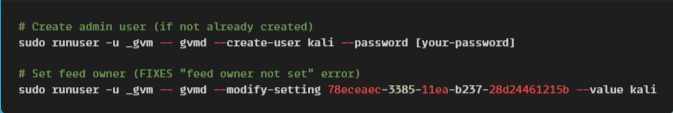 # Create admin user (if not already created)
sudo runuser -u _gvm -- gvmd --create-user kali --password [your-password]
# Set feed owner (FIXES "feed owner not set" error)
sudo runuser -u _gvm -- gvmd --modify-setting 78eceaec-3385-11ea-b237-28d24461215b --value kali